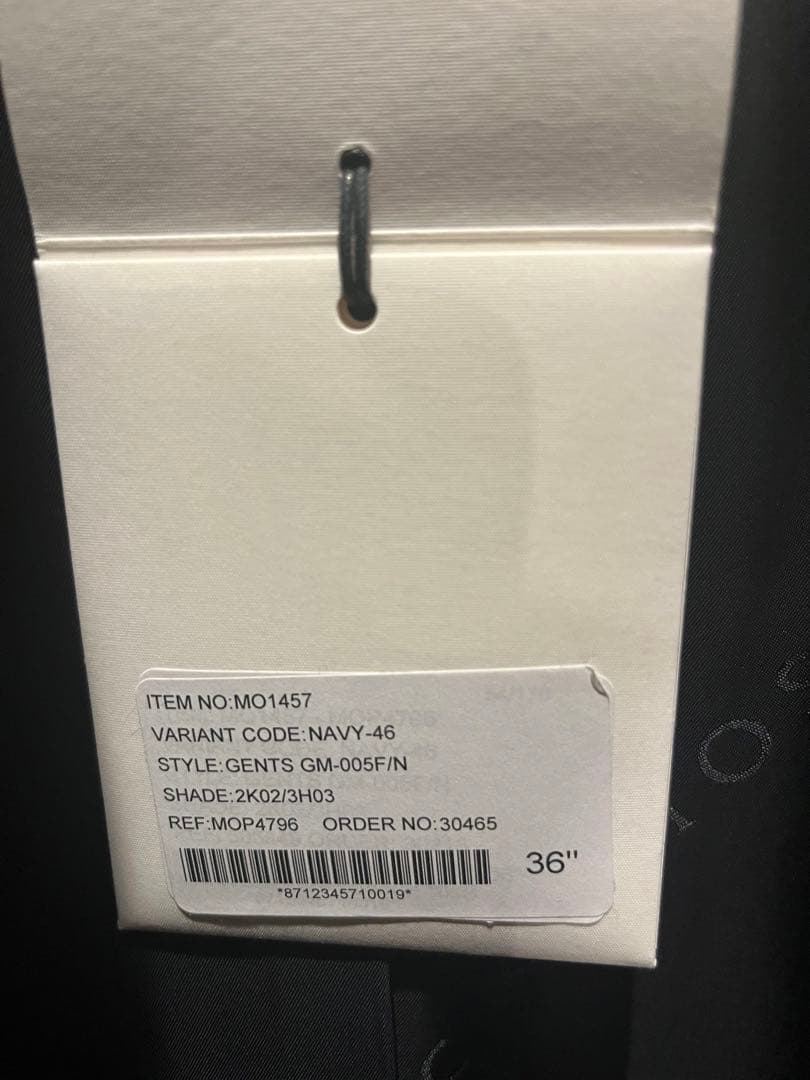 ITEM NO:MO1457
VARIANT CODE:NAVY-46
STYLE:GENTS GM-005F/N
SHADE:2K02/3H03
REF:MOP4796 ORDER NO:30465
36"
*8712345710019*